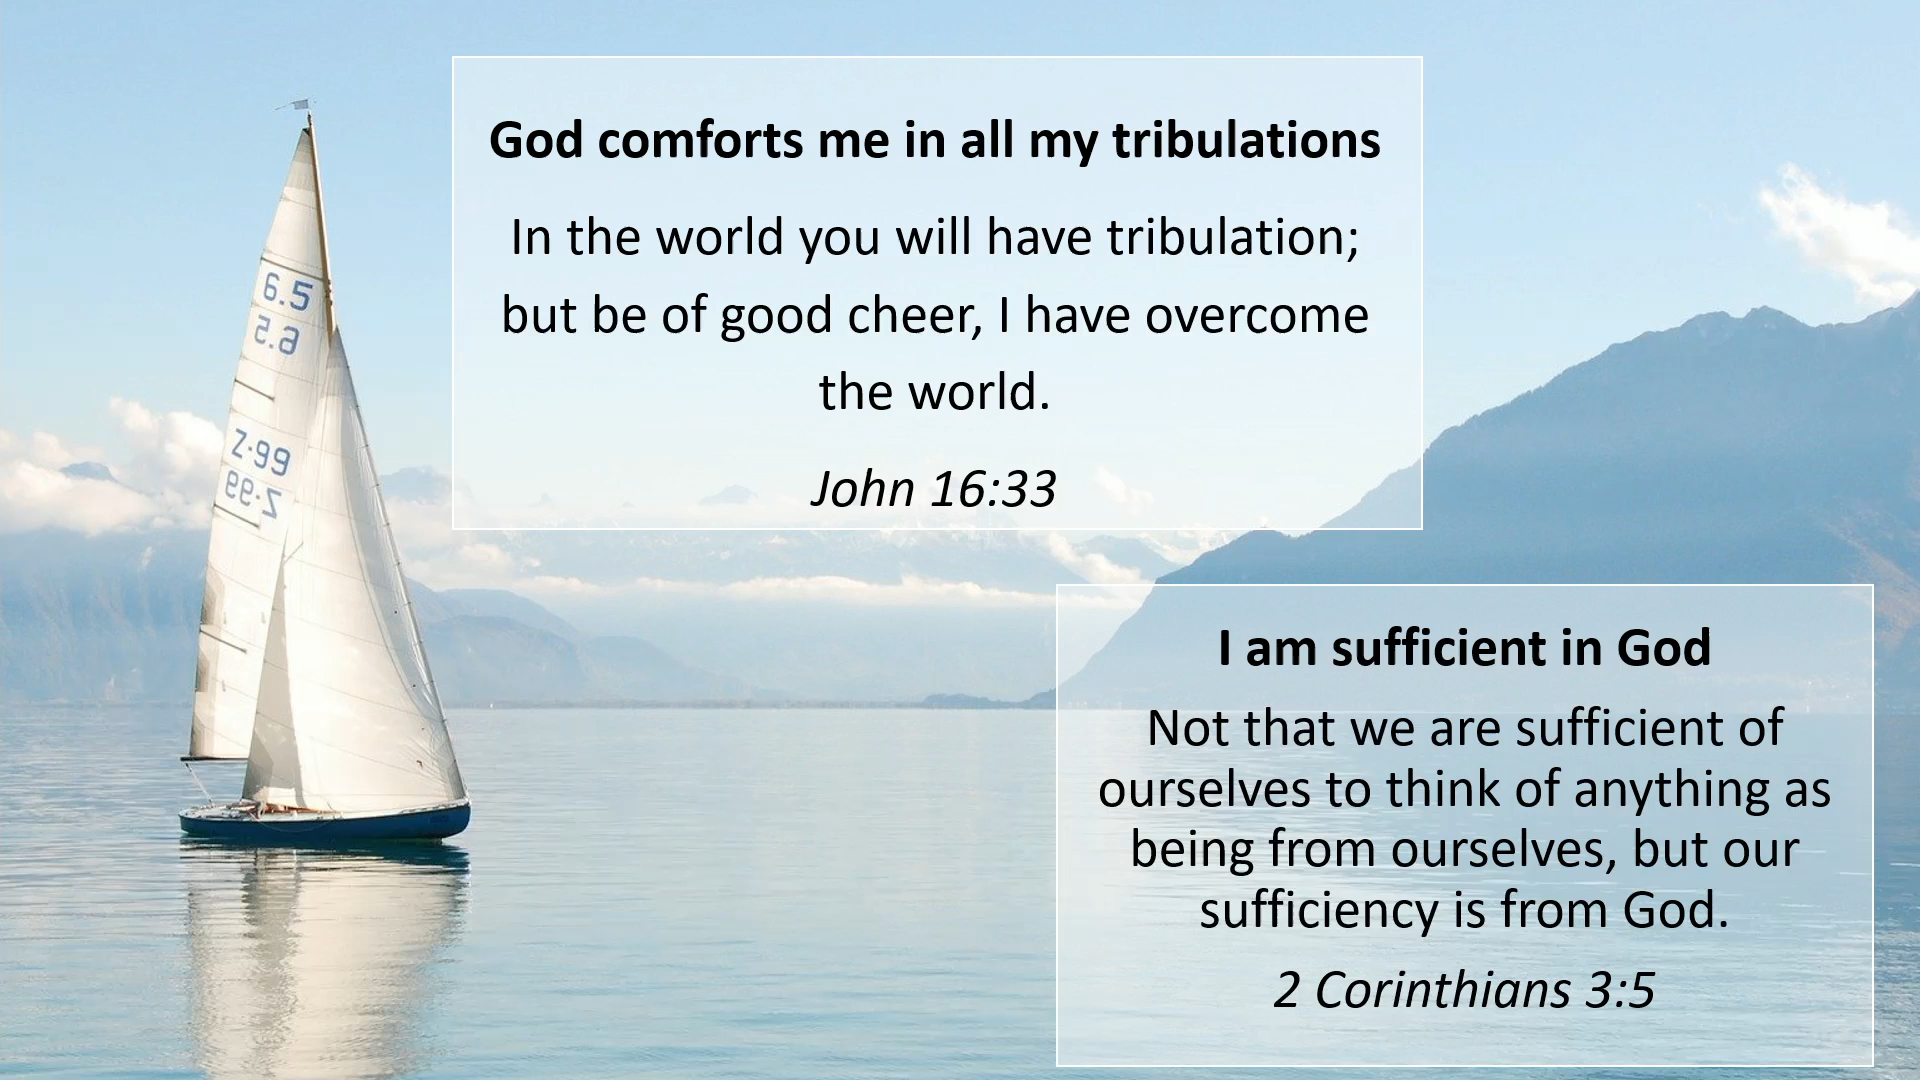 God comforts me in all my tribulations
In the world you will have tribulation;
but be of good cheer, I have overcome
the world.
John 16:33
I am sufficient in God
Not that we are sufficient of
ourselves to think of anything as
being from ourselves, but our
sufficiency is from God.
2 Corinthians 3:5
6.5
6.5
Z·99
Z·99